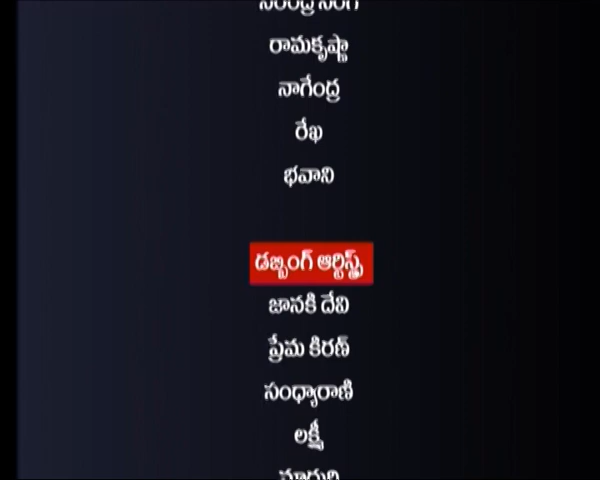 రామకృష్ణా
నాగేంద్ర
రేఖ
భవాని
డబ్బింగ్ ఆర్టిస్ట్స్
జానకి దేవి
ప్రేమ కిరణ్
సంధ్యారాణి
లక్ష్మీ